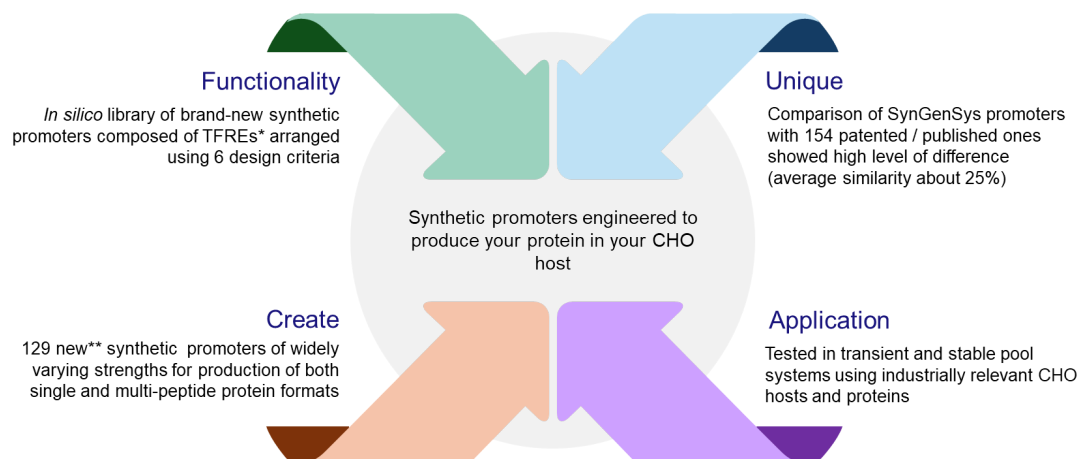 Functionality
In silico library of brand-new synthetic
promoters composed of TFREs* arranged
using 6 design criteria
Unique
Comparison of SynGenSys promoters
with 154 patented / published ones
showed high level of difference
(average similarity about 25%)
Synthetic promoters engineered to
produce your protein in your CHO
host
Create
129 new** synthetic promoters of widely
varying strengths for production of both
single and multi-peptide protein formats
Application
Tested in transient and stable pool
systems using industrially relevant CHO
hosts and proteins